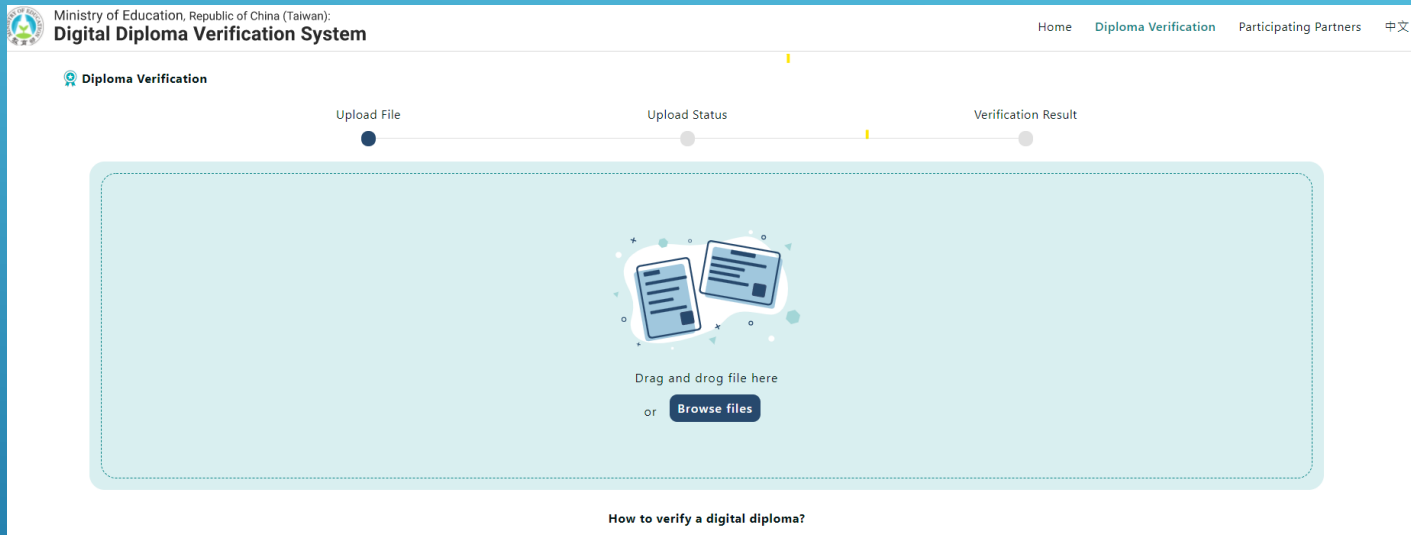 Ministry of Education, Republic of China (Taiwan):
Digital Diploma Verification System
Home Diploma Verification Participating Partners 中文
Diploma Verification
Upload File Upload Status Verification Result
Drag and drog file here
or Browse files
How to verify a digital diploma?